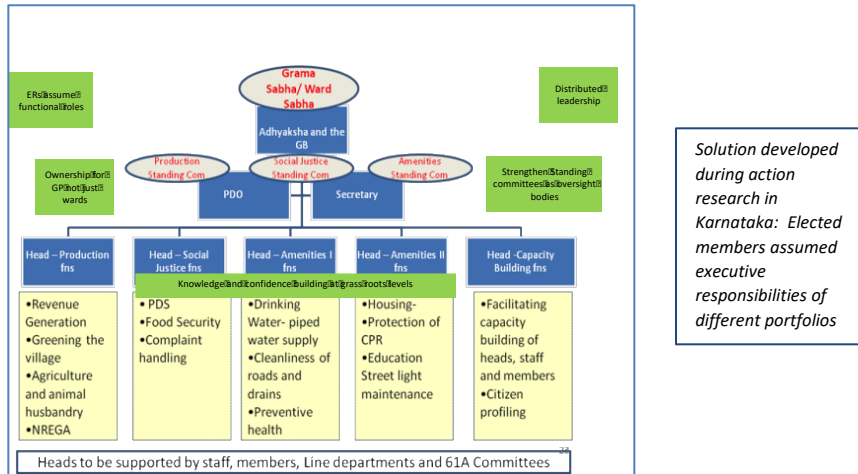 Grama
Sabha/ Ward
Sabha
ERs assume
functional roles
Distributed
leadership
Adhyaksha and the
GB
Production
Standing Com
Social Justice
Standing Com
Amenities
Standing Com
Ownership for
GP not just
wards
Strengthen Standing
committees as oversight
bodies
PDO
Secretary
Head – Production
fns
Head – Social
Justice fns
Head – Amenities I
fns
Head – Amenities II
fns
Head -Capacity
Building fns
Knowledge and confidence building at grass roots levels
•Revenue
Generation
•Greening the
village
•Agriculture
and animal
husbandry
•NREGA
•PDS
•Food Security
•Complaint
handling
•Drinking
Water- piped
water supply
•Cleanliness of
roads and
drains
•Preventive
health
•Housing-
•Protection of
CPR
•Education
Street light
maintenance
•Facilitating
capacity
building of
heads, staff
and members
•Citizen
profiling
Heads to be supported by staff, members, Line departments and 61A Committees
Solution developed
during action
research in
Karnataka: Elected
members assumed
executive
responsibilities of
different portfolios